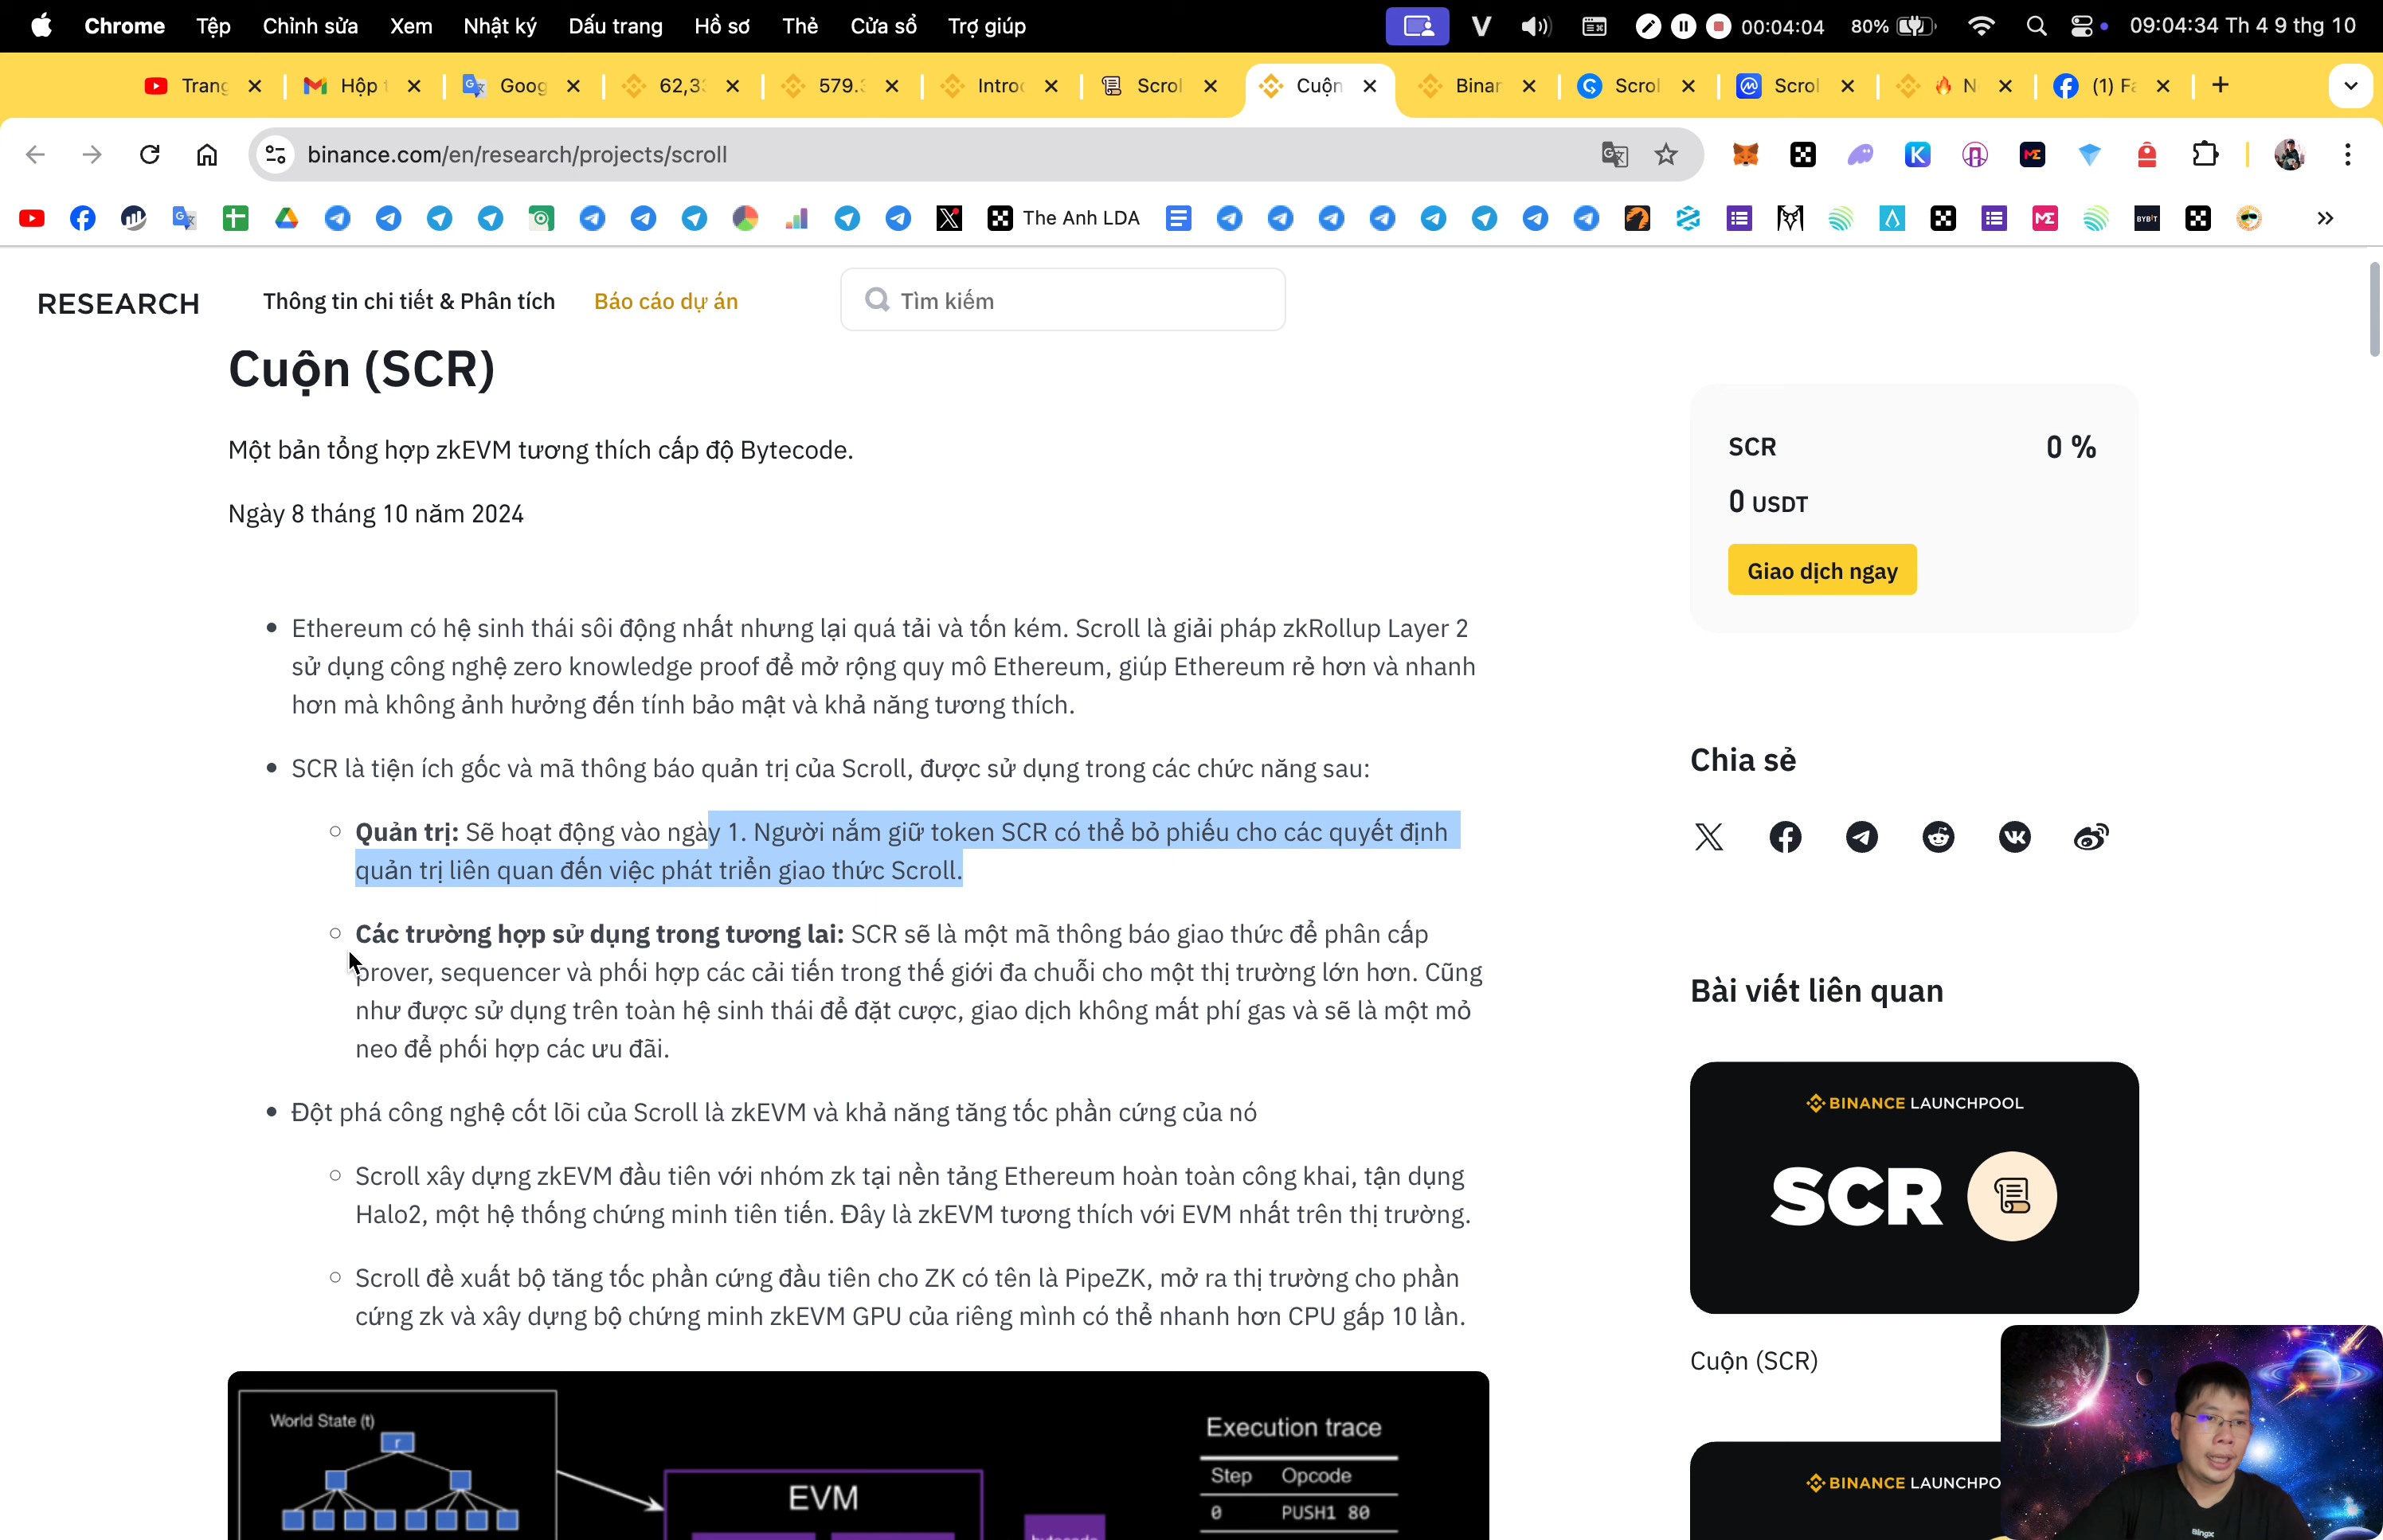 Chrome Tệp Chỉnh sửa Xem Nhật ký Dấu trang Hồ sơ Thẻ Cửa sổ Trợ giúp 00:04:04 80% 09:04:34 Th 4 9 thg 10
Trang Hộp Goog 62,3 579. Intro Scrol Cuộn Binar Scrol Scrol N (1) Fa
binance.com/en/research/projects/scroll
The Anh LDA
RESEARCH Thông tin chi tiết & Phân tích Báo cáo dự án Tìm kiếm
Cuộn (SCR)
Một bản tổng hợp zkEVM tương thích cấp độ Bytecode.
Ngày 8 tháng 10 năm 2024
Ethereum có hệ sinh thái sôi động nhất nhưng lại quá tải và tốn kém. Scroll là giải pháp zkRollup Layer 2
sử dụng công nghệ zero knowledge proof để mở rộng quy mô Ethereum, giúp Ethereum rẻ hơn và nhanh
hơn mà không ảnh hưởng đến tính bảo mật và khả năng tương thích.
SCR là tiện ích gốc và mã thông báo quản trị của Scroll, được sử dụng trong các chức năng sau:
Quản trị: Sẽ hoạt động vào ngày 1. Người nắm giữ token SCR có thể bỏ phiếu cho các quyết định
quản trị liên quan đến việc phát triển giao thức Scroll.
Các trường hợp sử dụng trong tương lai: SCR sẽ là một mã thông báo giao thức để phân cấp
prover, sequencer và phối hợp các cải tiến trong thế giới đa chuỗi cho một thị trường lớn hơn. Cũng
như được sử dụng trên toàn hệ sinh thái để đặt cược, giao dịch không mất phí gas và sẽ là một mỏ
neo để phối hợp các ưu đãi.
Đột phá công nghệ cốt lõi của Scroll là zkEVM và khả năng tăng tốc phần cứng của nó
Scroll xây dựng zkEVM đầu tiên với nhóm zk tại nền tảng Ethereum hoàn toàn công khai, tận dụng
Halo2, một hệ thống chứng minh tiên tiến. Đây là zkEVM tương thích với EVM nhất trên thị trường.
Scroll đề xuất bộ tăng tốc phần cứng đầu tiên cho ZK có tên là PipeZK, mở ra thị trường cho phần
cứng zk và xây dựng bộ chứng minh zkEVM GPU của riêng mình có thể nhanh hơn CPU gấp 10 lần.
World State (t)
r
EVM
Execution trace
Step Opcode
0 PUSH1 80
SCR 0 %
0 USDT
Giao dịch ngay
Chia sẻ
Bài viết liên quan
BINANCE LAUNCHPOOL
SCR
Cuộn (SCR)
BINANCE LAUNCHPO